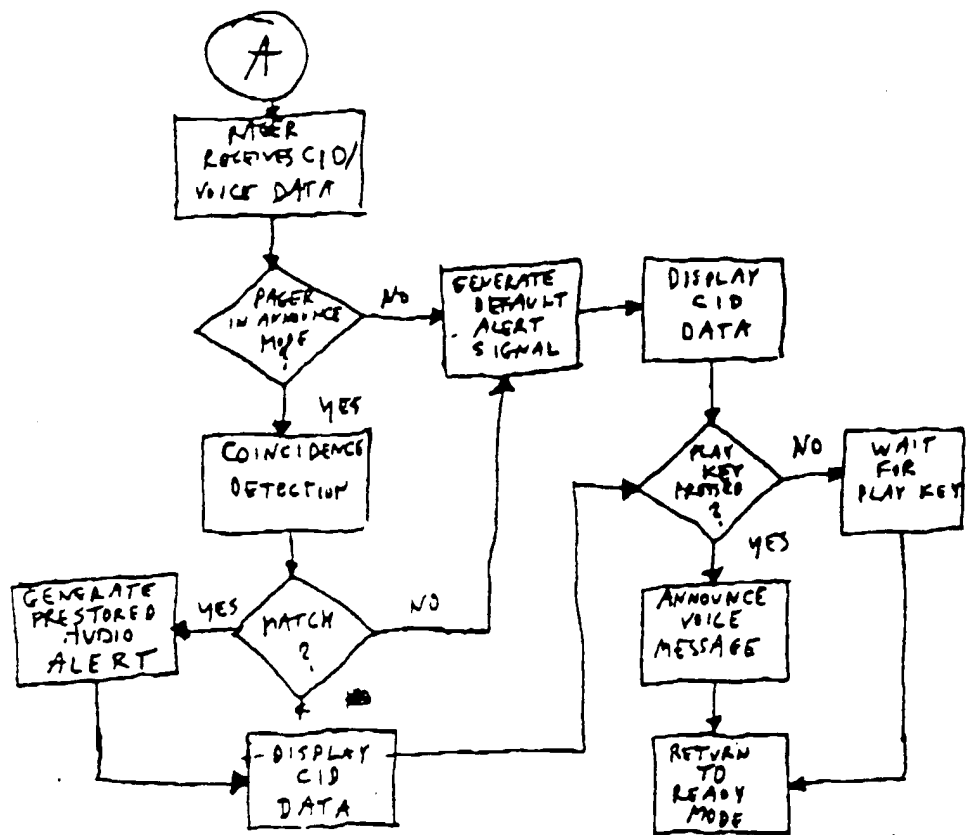 A
PAGER
RECEIVES CID/
VOICE DATA
PAGER
IN ANNOUNCE
MODE
?
NO
YES
GENERATE
DEFAULT
ALERT
SIGNAL
DISPLAY
CID
DATA
COINCIDENCE
DETECTION
PLAY
KEY
PRESSED
?
NO
YES
WAIT
FOR
PLAY KEY
MATCH
?
YES
NO
GENERATE
PRESTORED
AUDIO
ALERT
ANNOUNCE
VOICE
MESSAGE
DISPLAY
CID
DATA
RETURN
TO
READY
MODE